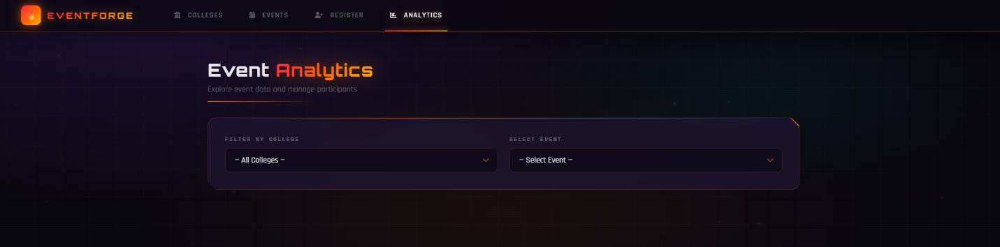 EVENTFORGE
COLLEGES
EVENTS
REGISTER
ANALYTICS
Event Analytics
Explore event data and manage participants
FILTER BY COLLEGE
SELECT EVENT
– All Colleges –
– Select Event –